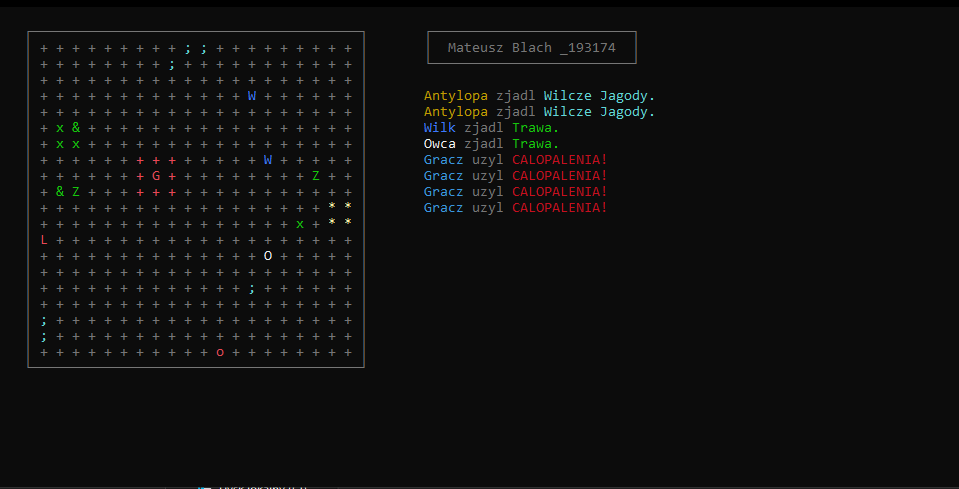 + + + + + + + + + ; ; + + + + + + + + +
+ + + + + + + + ; + + + + + + + + + + +
+ + + + + + + + + + + + + + + + + + + +
+ + + + + + + + + + + + + W + + + + + +
+ + + + + + + + + + + + + + + + + + + +
+ x & + + + + + + + + + + + + + + + + +
+ x x + + + + + + + + + + + + + + + + +
+ + + + + + + + + + + + + + W + + + + +
+ + + + + + + G + + + + + + + + + Z + +
+ & Z + + + + + + + + + + + + + + + + +
+ + + + + + + + + + + + + + + + + + * *
+ + + + + + + + + + + + + + + + x + * *
L + + + + + + + + + + + + + + + + + + +
+ + + + + + + + + + + + + + O + + + + +
+ + + + + + + + + + + + + + + + + + + +
+ + + + + + + + + + + + + ; + + + + + +
+ + + + + + + + + + + + + + + + + + + +
; + + + + + + + + + + + + + + + + + + +
; + + + + + + + + + + + + + + + + + + +
+ + + + + + + + + + + o + + + + + + + +
Mateusz Blach _193174
Antylopa zjadl Wilcze Jagody.
Antylopa zjadl Wilcze Jagody.
Wilk zjadl Trawa.
Owca zjadl Trawa.
Gracz uzyl CALOPALENIA!
Gracz uzyl CALOPALENIA!
Gracz uzyl CALOPALENIA!
Gracz uzyl CALOPALENIA!